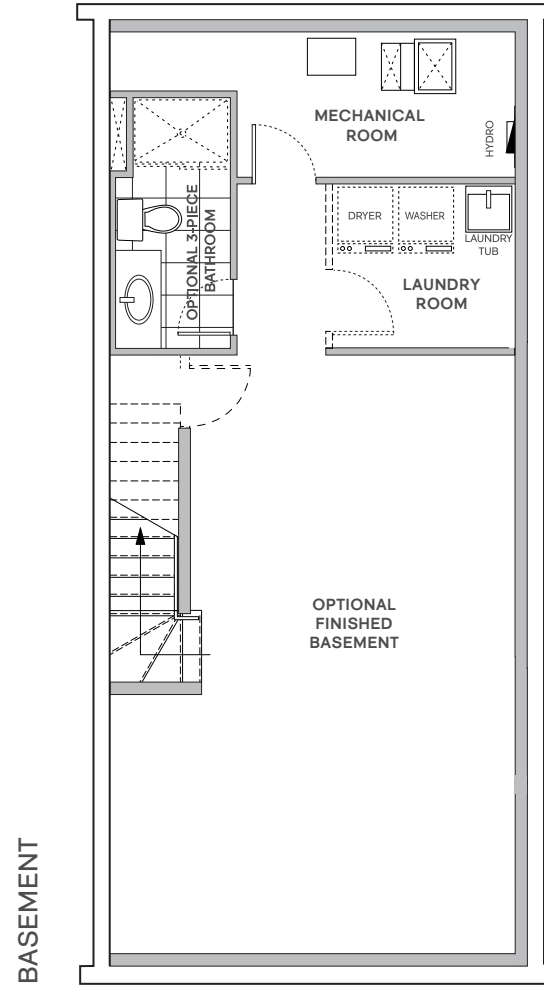 MECHANICAL
ROOM
HYDRO
OPTIONAL 3-PIECE
BATHROOM
DRYER
WASHER
LAUNDRY
TUB
LAUNDRY
ROOM
OPTIONAL
FINISHED
BASEMENT
BASEMENT